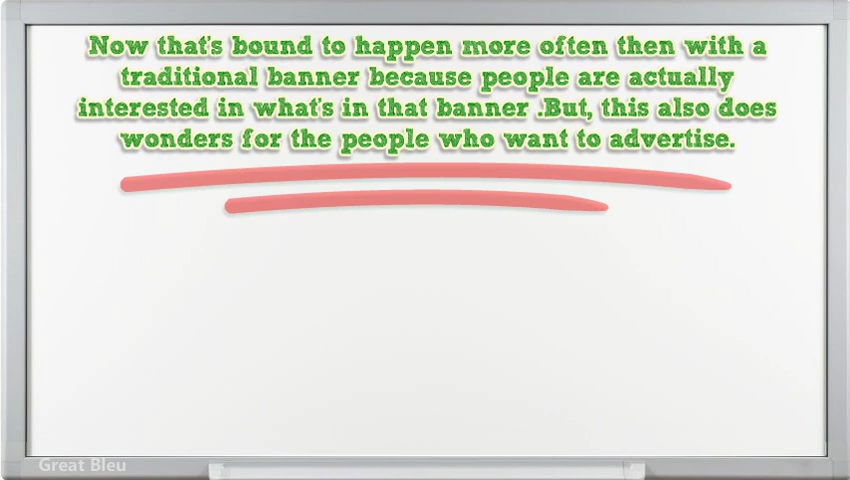 Now that's bound to happen more often then with a
traditional banner because people are actually
interested in what's in that banner .But, this also does
wonders for the people who want to advertise.
Great Bleu